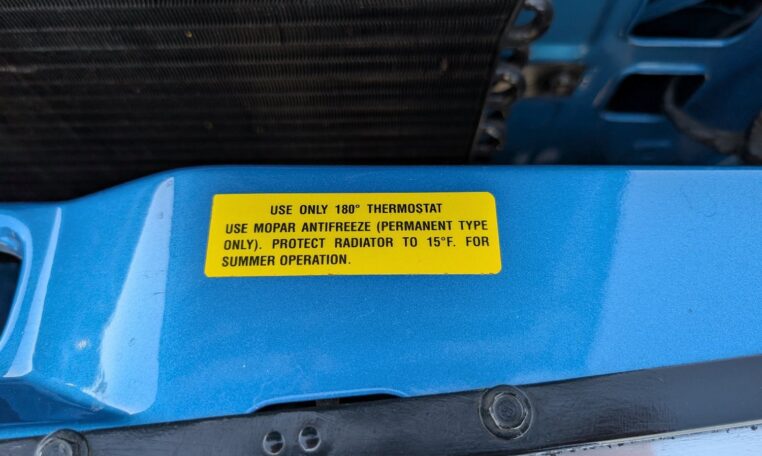 USE ONLY 180° THERMOSTAT
USE MOPAR ANTIFREEZE (PERMANENT TYPE
ONLY). PROTECT RADIATOR TO 15°F. FOR
SUMMER OPERATION.